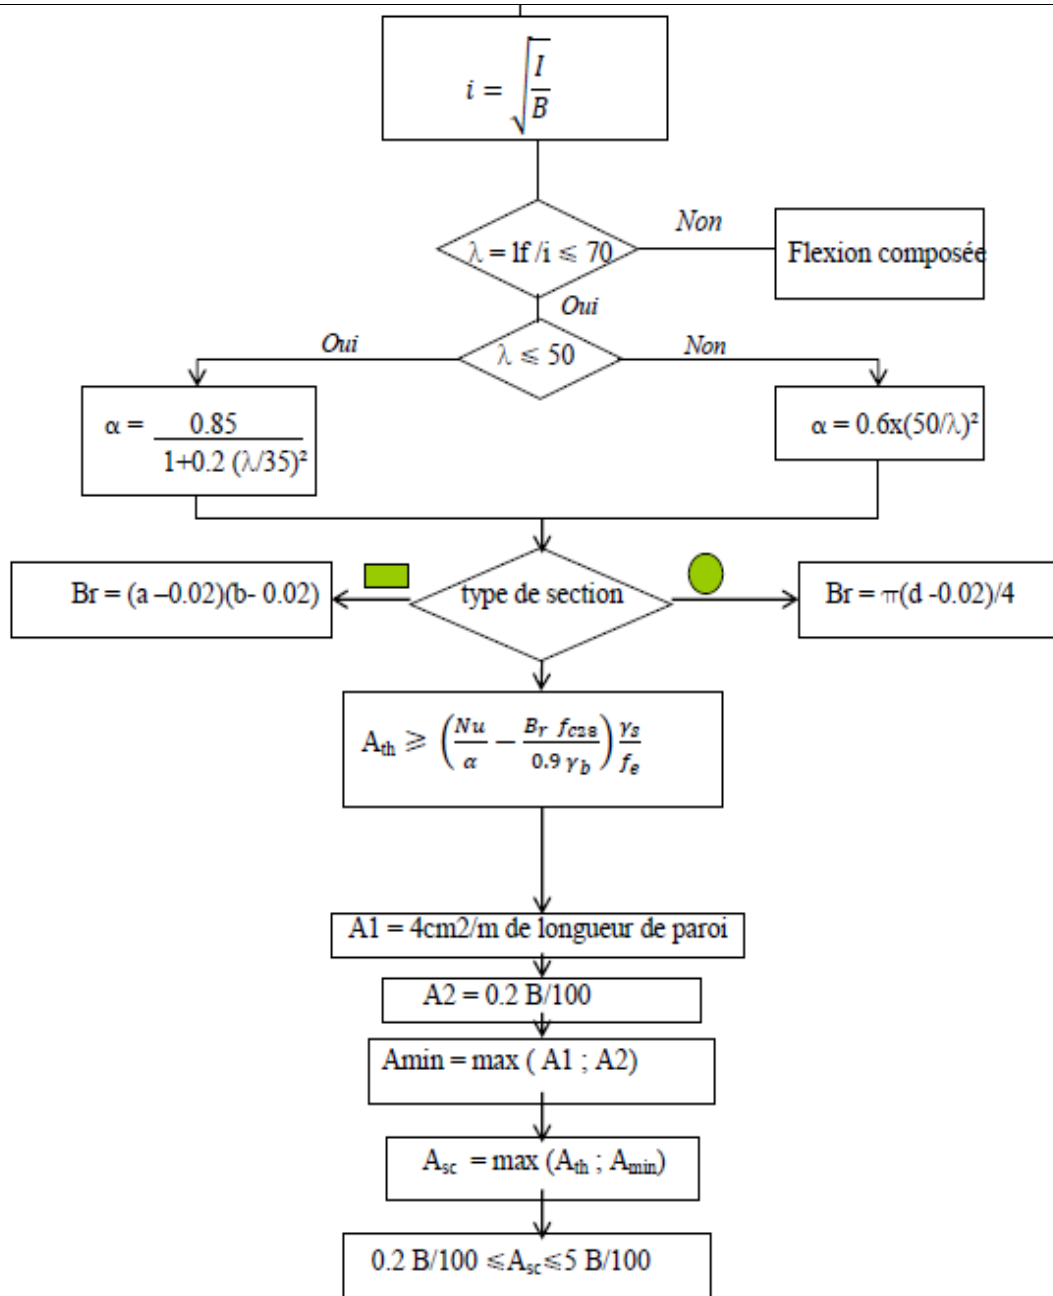 i = √(I/B)
Non
λ = lf /i ⩽ 70
Flexion composée
Oui
Oui
λ ⩽ 50
Non
α = 0.85
1+0.2 (λ/35)²
α = 0.6x(50/λ)²
Br = (a –0.02)(b- 0.02)
type de section
Br = π(d -0.02)/4
Ath ⩾ (Nu/α − Br fc28/0.9 γb) γs/fe
A1 = 4cm2/m de longueur de paroi
A2 = 0.2 B/100
Amin = max ( A1 ; A2)
Asc = max (Ath ; Amin)
0.2 B/100 ⩽Asc⩽5 B/100